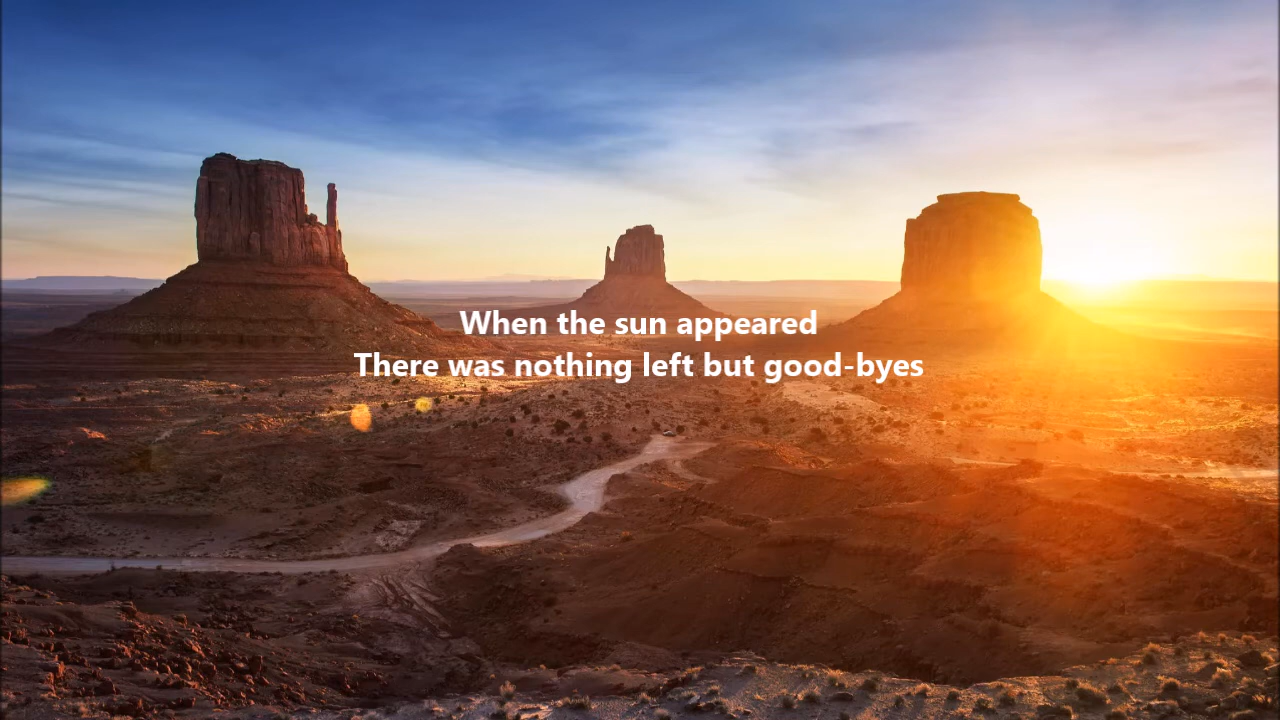 When the sun appeared
There was nothing left but good-byes